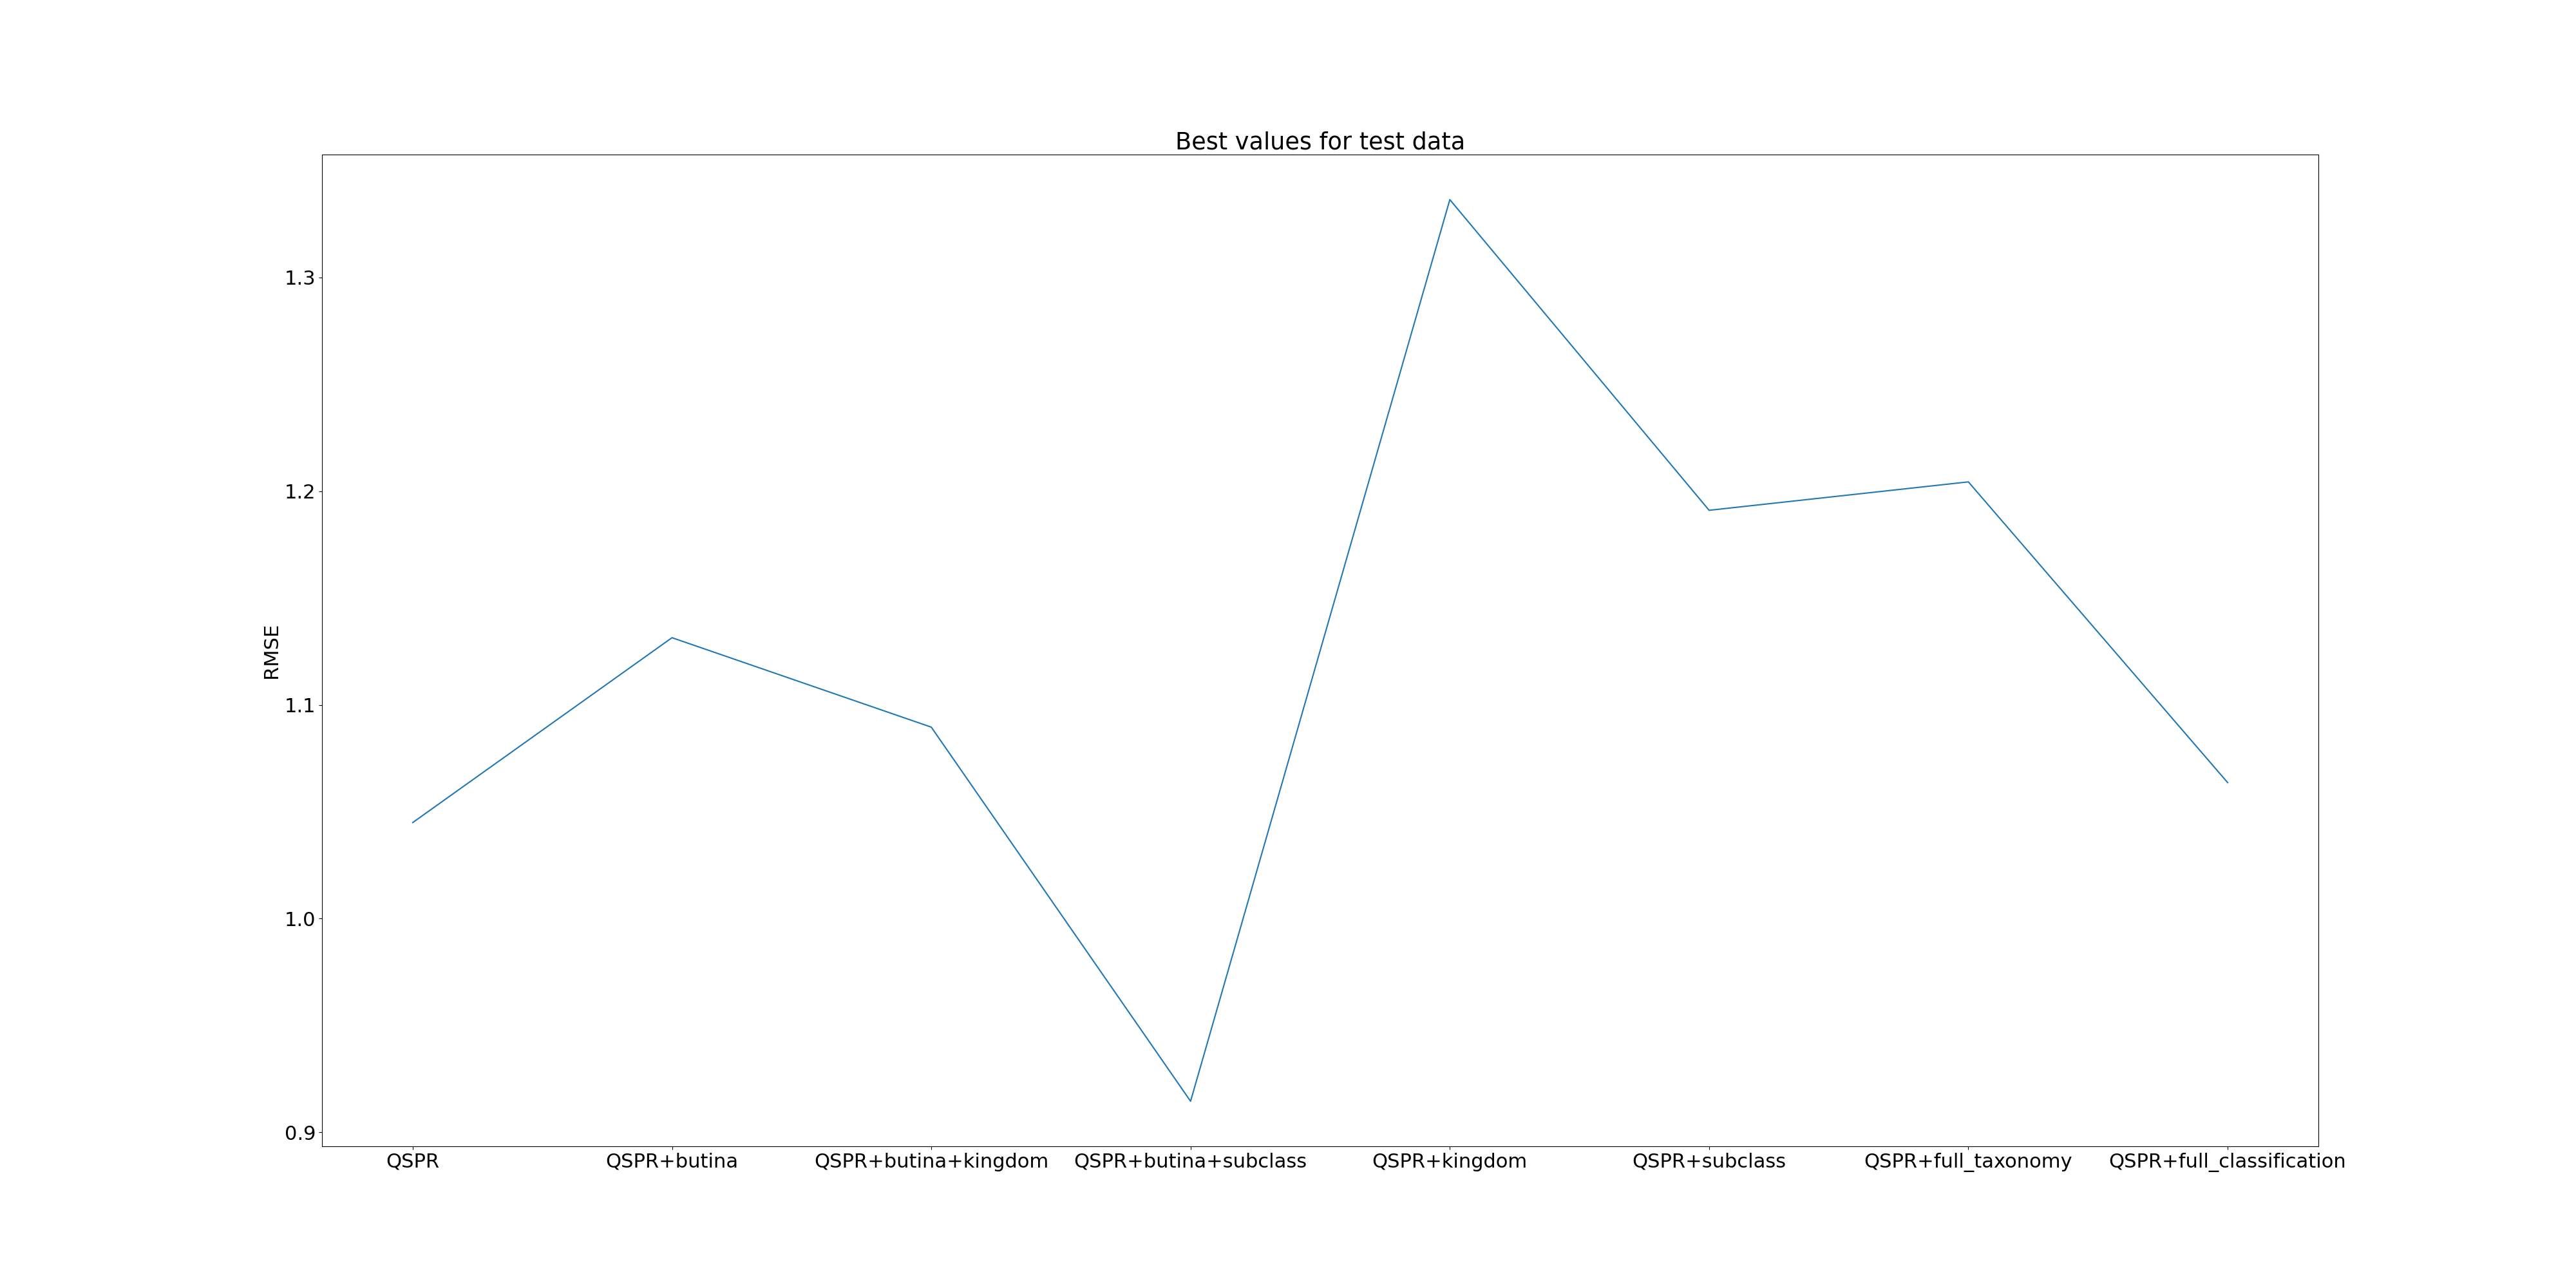 Best values for test data
RMSE
1.3
1.2
1.1
1.0
0.9
QSPR QSPR+butina QSPR+butina+kingdom QSPR+butina+subclass QSPR+kingdom QSPR+subclass QSPR+full_taxonomy QSPR+full_classification